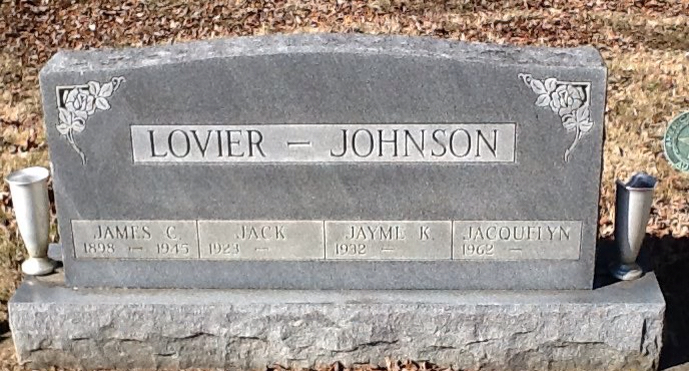 LOVIER – JOHNSON
JAMES C. JACK JAYME K. JACQUELYN
1898 – 1945 1923 – 1932 – 1962 –